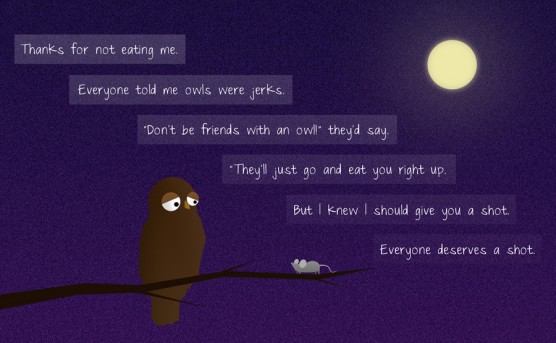 Thanks for not eating me.
Everyone told me owls were jerks.
"Don't be friends with an owl!" they'd say.
"They'll just go and eat you right up.
But I knew I should give you a shot.
Everyone deserves a shot.